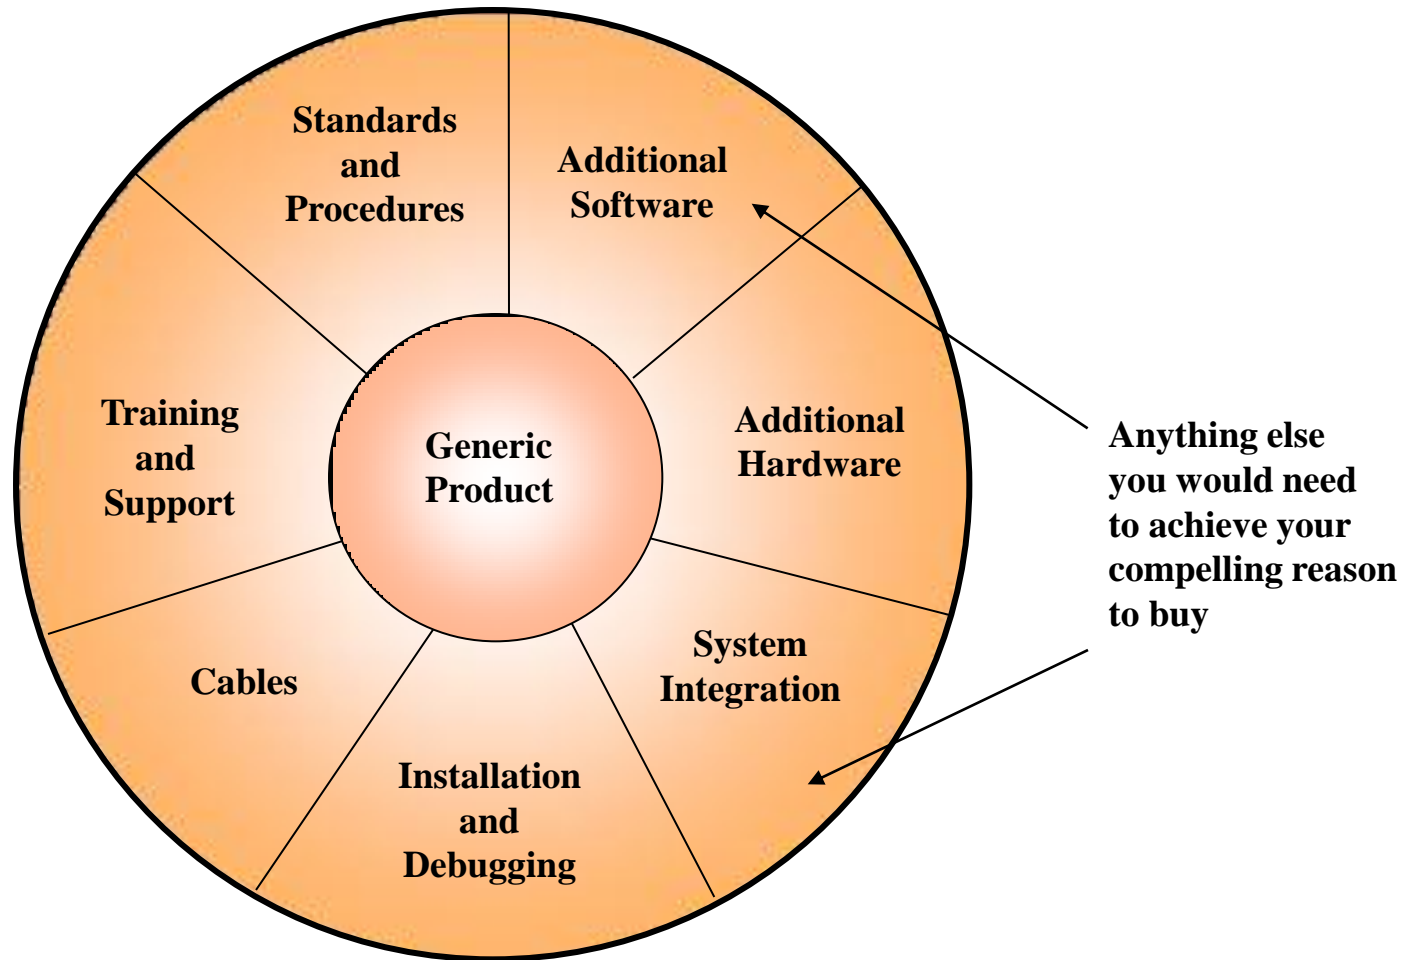 Standards
and
Procedures
Additional
Software
Training
and
Support
Generic
Product
Additional
Hardware
Anything else
you would need
to achieve your
compelling reason
to buy
Cables
System
Integration
Installation
and
Debugging